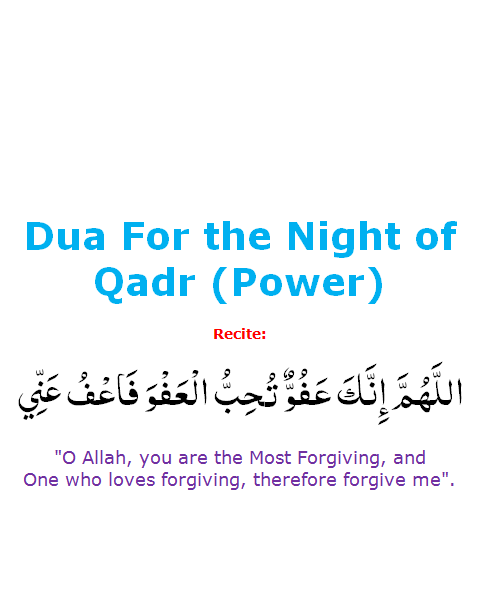 Dua For the Night of
Qadr (Power)
Recite:
اللَّهُمَّ إِنَّكَ عَفُوٌّ تُحِبُّ الْعَفْوَ فَاعْفُ عَنِّي
"O Allah, you are the Most Forgiving, and
One who loves forgiving, therefore forgive me".